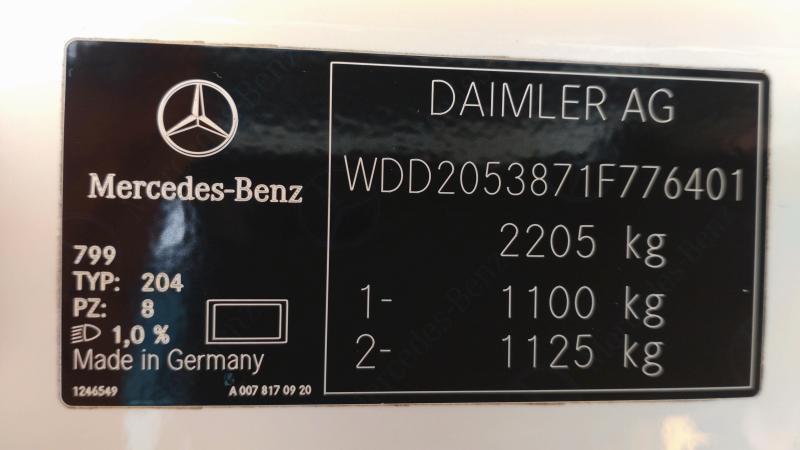 Mercedes-Benz
799
TYP: 204
PZ: 8
1,0 %
Made in Germany
1246549
A 007 817 09 20
DAIMLER AG
WDD2053871F776401
2205 kg
1- 1100 kg
2- 1125 kg